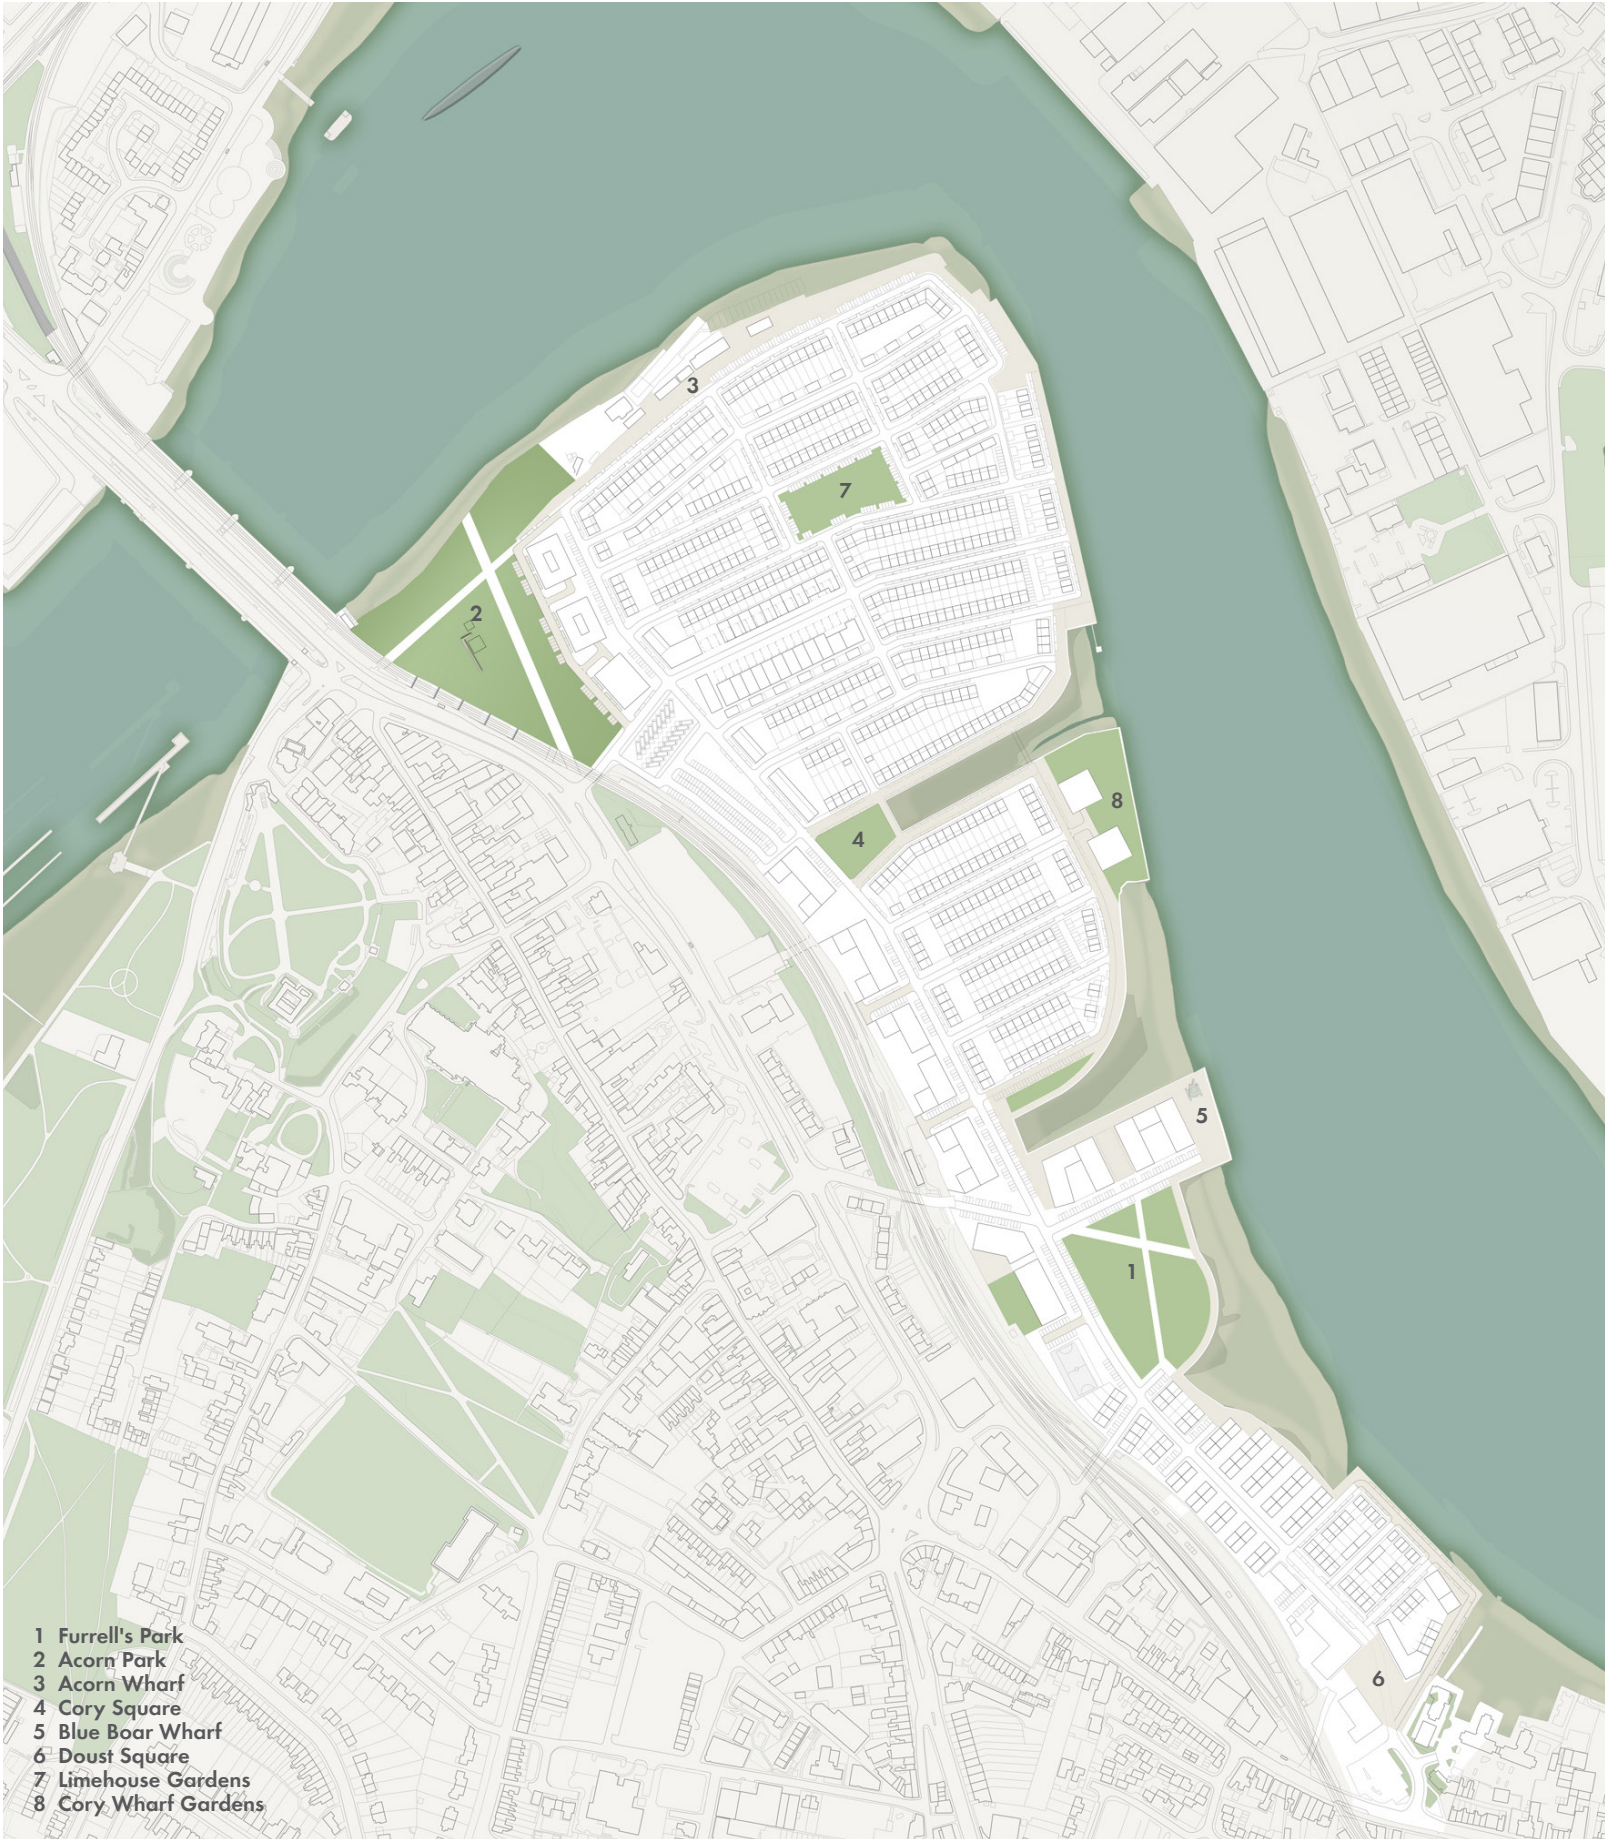 3
7
2
8
4
5
1
6
1 Furrell's Park
2 Acorn Park
3 Acorn Wharf
4 Cory Square
5 Blue Boar Wharf
6 Doust Square
7 Limehouse Gardens
8 Cory Wharf Gardens